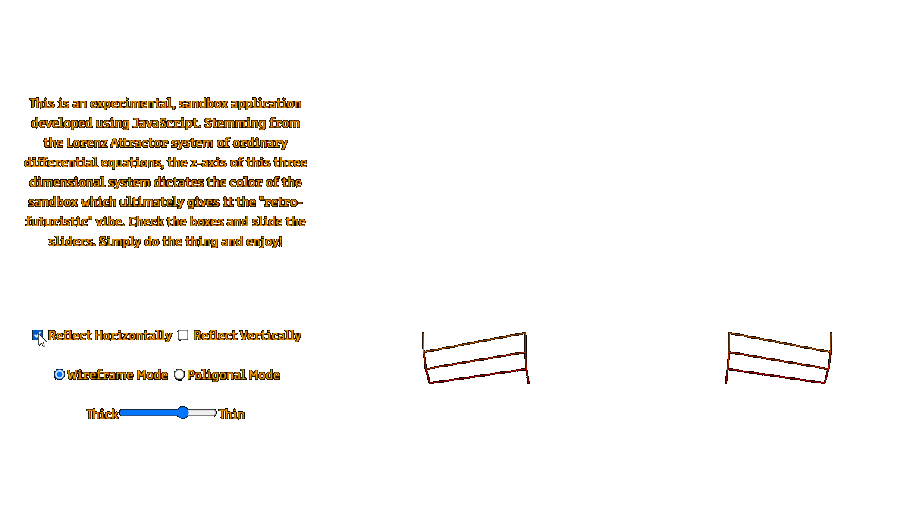 This is an experimental, sandbox application
developed using JavaScript. Stemming from
the Lorenz Attractor system of ordinary
differential equations, the z-axis of this three
dimensional system dictates the color of the
sandbox which ultimately gives it the "retro-
futuristic" vibe. Check the boxes and slide the
sliders. Simply do the thing and enjoy!
Reflect Horizontally Reflect Vertically
Wireframe Mode Poligonal Mode
Thick Thin